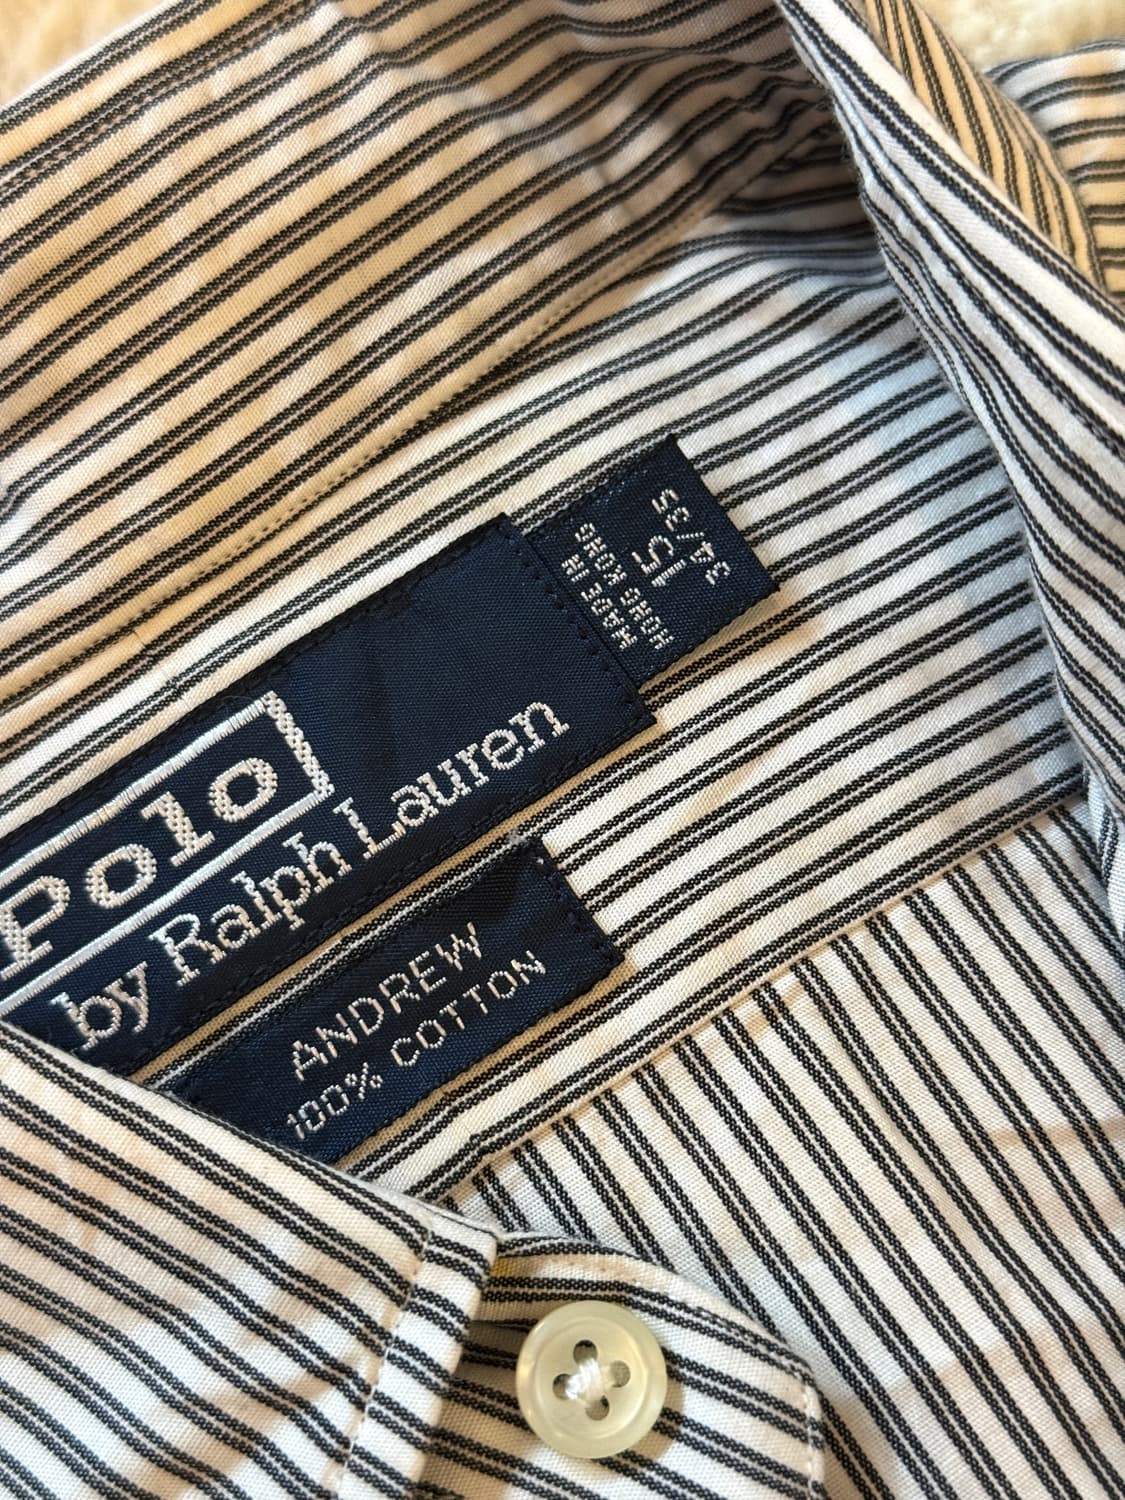 Polo
by Ralph Lauren
MADE IN
HONG KONG
15
34/35
ANDREW
100% COTTON